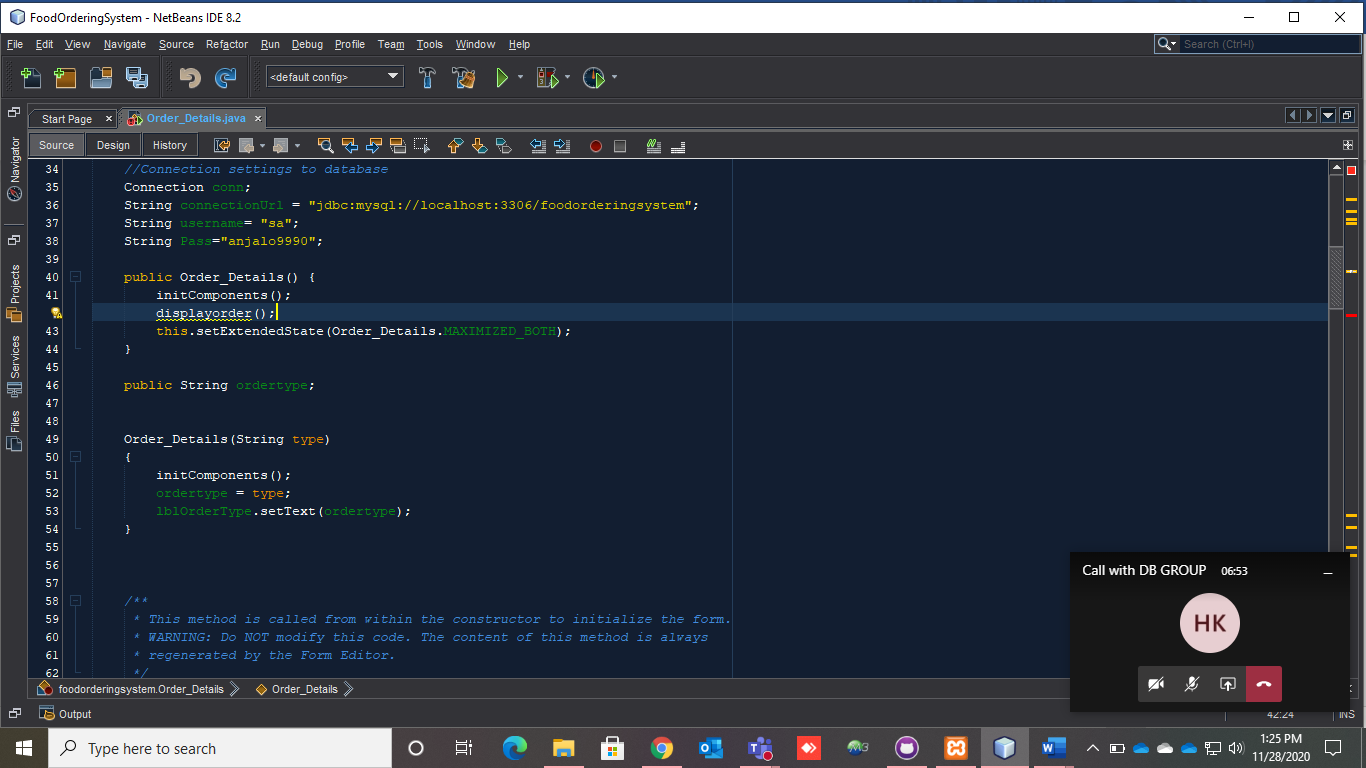 FoodOrderingSystem - NetBeans IDE 8.2
File Edit View Navigate Source Refactor Run Debug Profile Team Tools Window Help
Search (Ctrl+I)
<default config>
Start Page
Order_Details.java
Source Design History
Navigator
Projects
Services
Files
34 //Connection settings to database
35 Connection conn;
36 String connectionUrl = "jdbc:mysql://localhost:3306/foodorderingsystem";
37 String username= "sa";
38 String Pass="anjalo9990";
39
40 public Order_Details() {
41 initComponents();
displayorder();
43 this.setExtendedState(Order_Details.MAXIMIZED_BOTH);
44 }
45
46 public String ordertype;
47
48
49 Order_Details(String type)
50 {
51 initComponents();
52 ordertype = type;
53 lblOrderType.setText(ordertype);
54 }
55
56
57
58 /**
59 * This method is called from within the constructor to initialize the form.
60 * WARNING: Do NOT modify this code. The content of this method is always
61 * regenerated by the Form Editor.
62 */
Call with DB GROUP 06:53
HK
foodorderingsystem.Order_Details
Order_Details
Output
42:24
INS
Type here to search
1:25 PM
11/28/2020